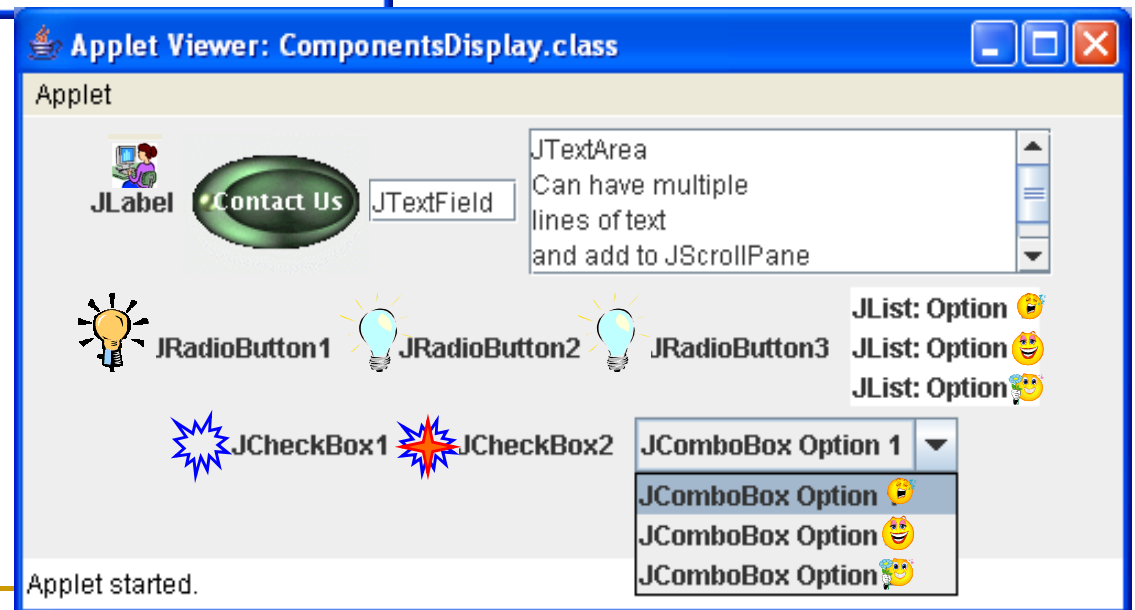 Applet Viewer: ComponentsDisplay.class
Applet
JLabel
Contact Us
JTextField
JTextArea
Can have multiple
lines of text
and add to JScrollPane
JRadioButton1
JRadioButton2
JRadioButton3
JList: Option
JList: Option
JList: Option
JCheckBox1
JCheckBox2
JComboBox Option 1
JComboBox Option
JComboBox Option
JComboBox Option
Applet started.